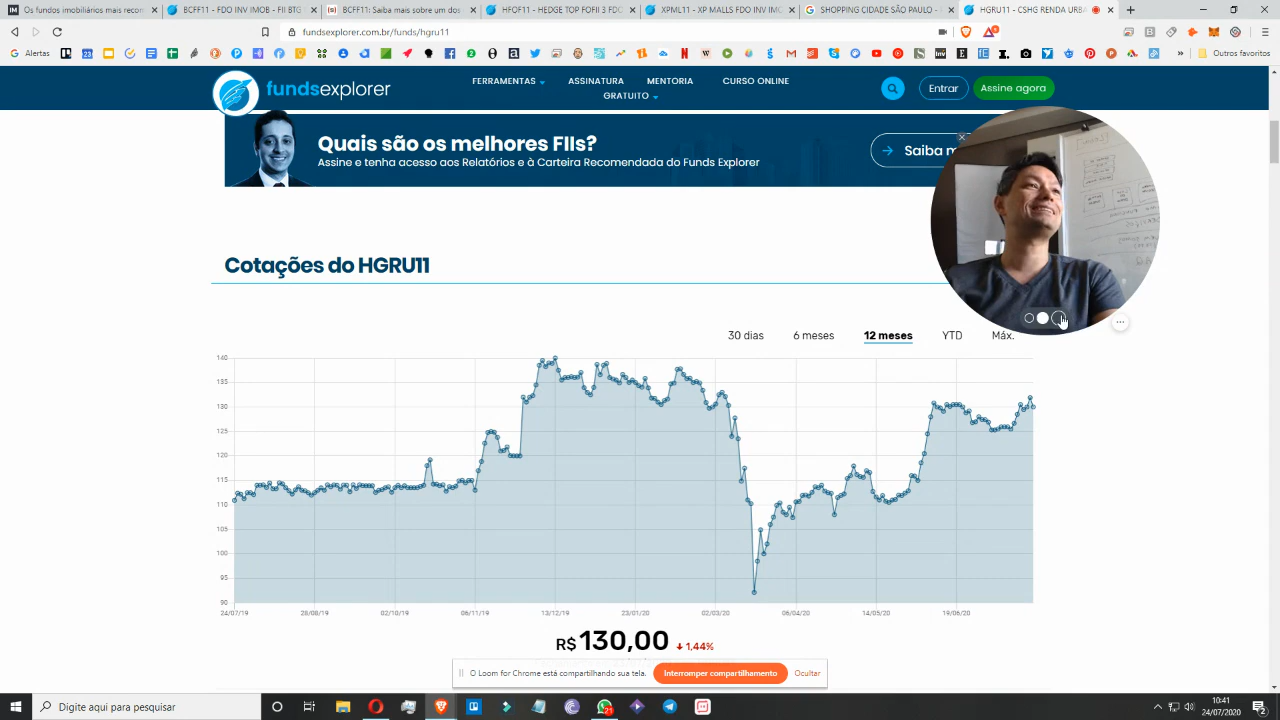 Os fundos imobiliários mais recom
BCFF11 - FDO INV IMOB - FII BTG
BCFF11: Saiba mais sobre um dos
HFOF11 - HEDGE TOP FOFII 3 FDO
XPML11 - XP MALLS FDO INV IMO
SHOPPING CIDADE SÃO PAULO -
HGRU11 - CSHG RENDA URBA
fundsexplorer.com.br/funds/hgru11
Alertas
Outros favoritos
fundsexplorer
FERRAMENTAS
ASSINATURA
MENTORIA
CURSO ONLINE
GRATUITO
Entrar
Assine agora
Quais são os melhores FIIs?
Assine e tenha acesso aos Relatórios e à Carteira Recomendada do Funds Explorer
Saiba m
Cotações do HGRU11
30 dias
6 meses
12 meses
YTD
Máx.
140
135
130
125
120
115
110
105
100
95
90
24/07/19
28/08/19
02/10/19
06/11/19
13/12/19
23/01/20
02/03/20
06/04/20
14/05/20
19/06/20
R$130,00 1,44%
O Loom for Chrome está compartilhando sua tela.
Interromper compartilhamento
Ocultar
Digite aqui para pesquisar
21
10:41
24/07/2020
2